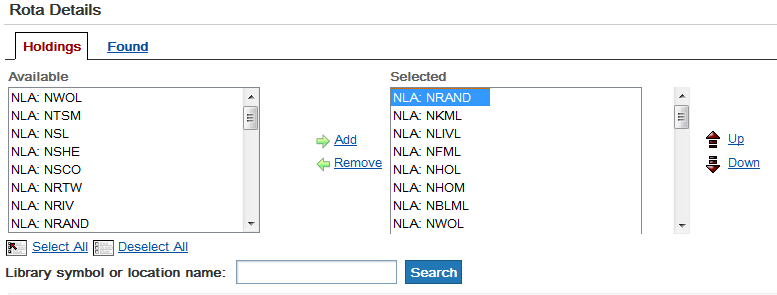 Rota Details
Holdings Found
Available Selected
NLA: NWOL NLA: NRAND
NLA: NTSM NLA: NKML
NLA: NSL NLA: NLIVL
NLA: NSHE Add NLA: NFML Up
NLA: NSCO Remove NLA: NHOL Down
NLA: NRTW NLA: NHOM
NLA: NRIV NLA: NBLML
NLA: NRAND NLA: NWOL
Select All Deselect All
Library symbol or location name: Search